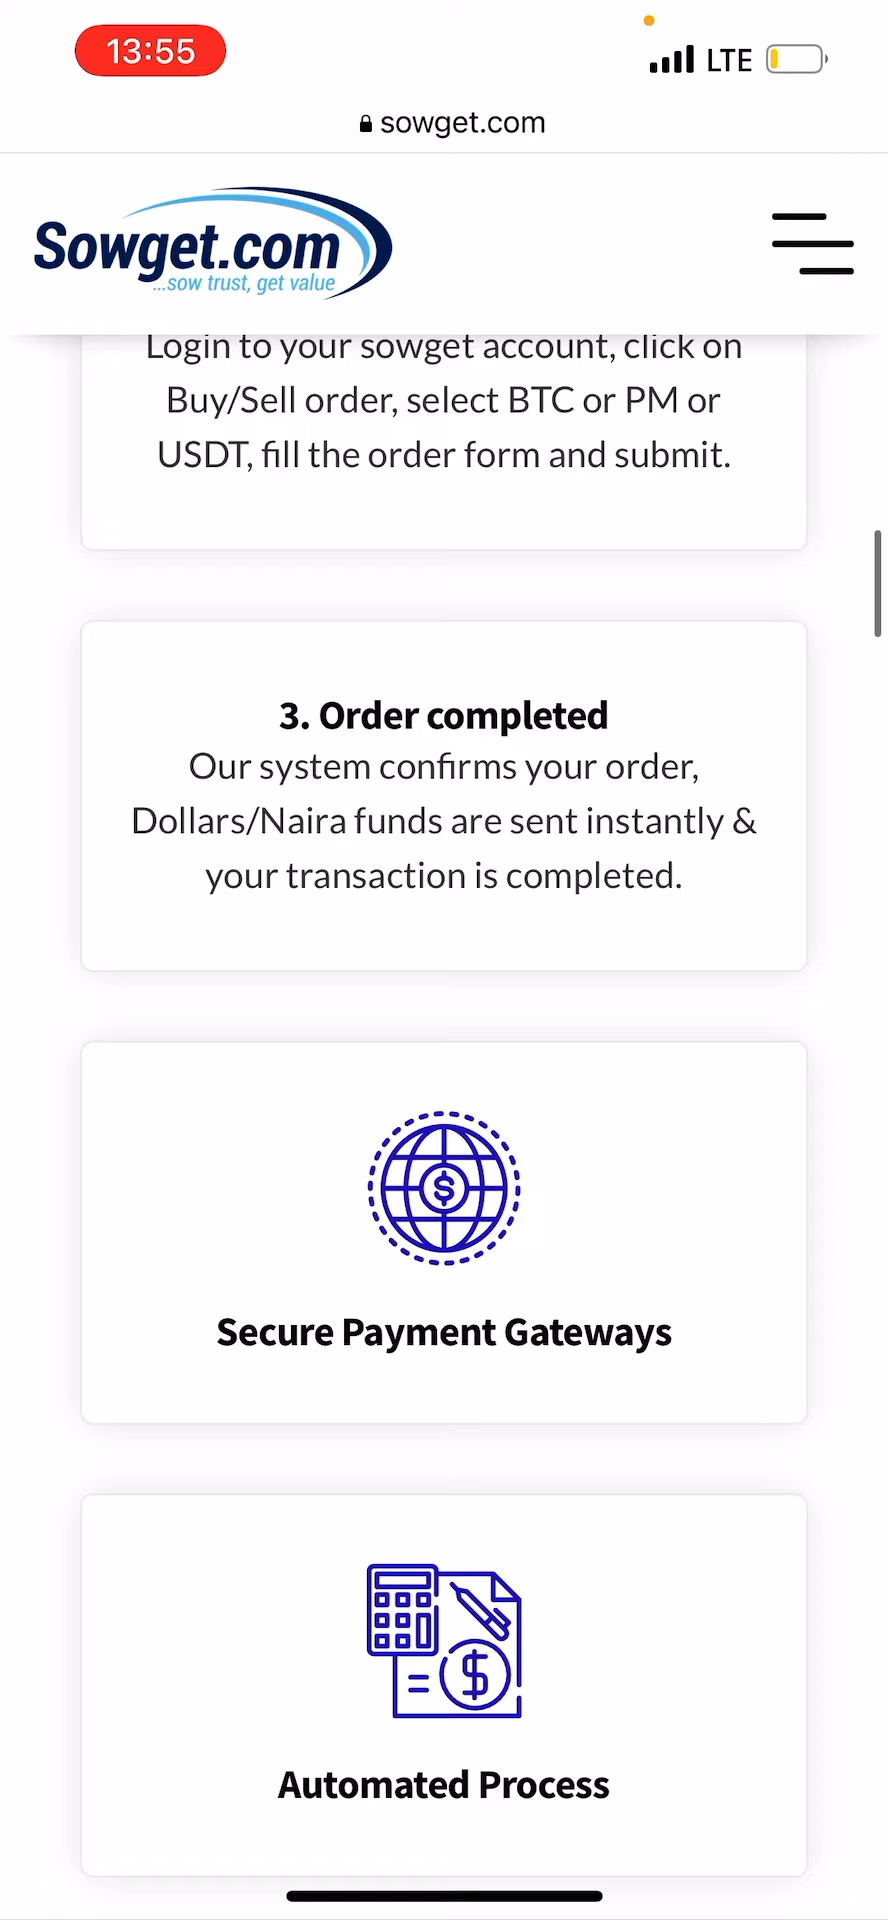 13:55
LTE
sowget.com
Sowget.com
...sow trust, get value
Login to your sowget account, click on
Buy/Sell order, select BTC or PM or
USDT, fill the order form and submit.
3. Order completed
Our system confirms your order,
Dollars/Naira funds are sent instantly &
your transaction is completed.
$
Secure Payment Gateways
$
Automated Process